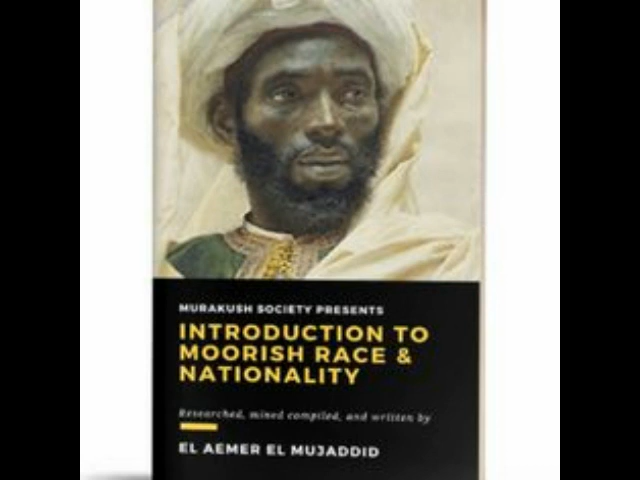 MURAKUSH SOCIETY PRESENTS
INTRODUCTION TO
MOORISH RACE &
NATIONALITY
Researched, mined compiled, and written by
EL AEMER EL MUJADDID